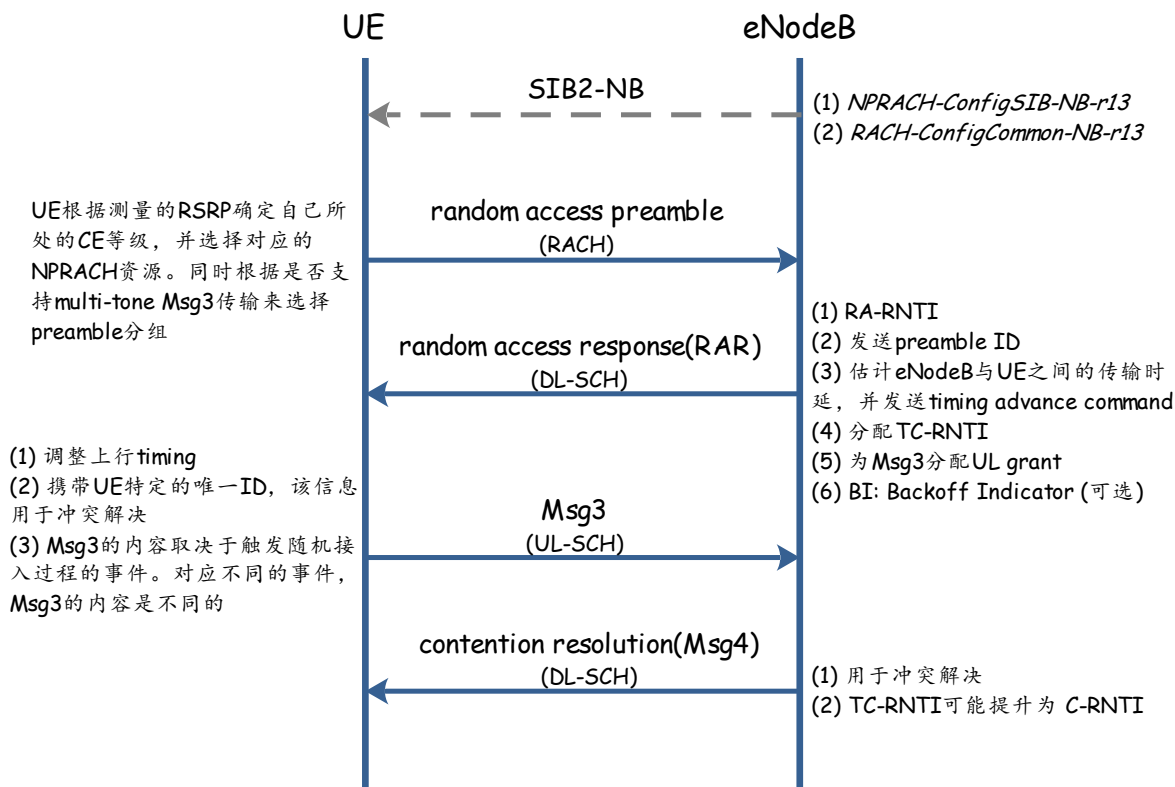 UE
eNodeB
SIB2-NB
(1) NPRACH-ConfigSIB-NB-r13
(2) RACH-ConfigCommon-NB-r13
UE根据测量的RSRP确定自己所
处的CE等级，并选择对应的
NPRACH资源。同时根据是否支
持multi-tone Msg3传输来选择
preamble分组
random access preamble
(RACH)
(1) RA-RNTI
(2) 发送preamble ID
(3) 估计eNodeB与UE之间的传输时
延，并发送timing advance command
(4) 分配TC-RNTI
(5) 为Msg3分配UL grant
(6) BI: Backoff Indicator (可选)
random access response(RAR)
(DL-SCH)
(1) 调整上行timing
(2) 携带UE特定的唯一ID，该信息
用于冲突解决
(3) Msg3的内容取决于触发随机接
入过程的事件。对应不同的事件，
Msg3的内容是不同的
Msg3
(UL-SCH)
contention resolution(Msg4)
(DL-SCH)
(1) 用于冲突解决
(2) TC-RNTI可能提升为 C-RNTI